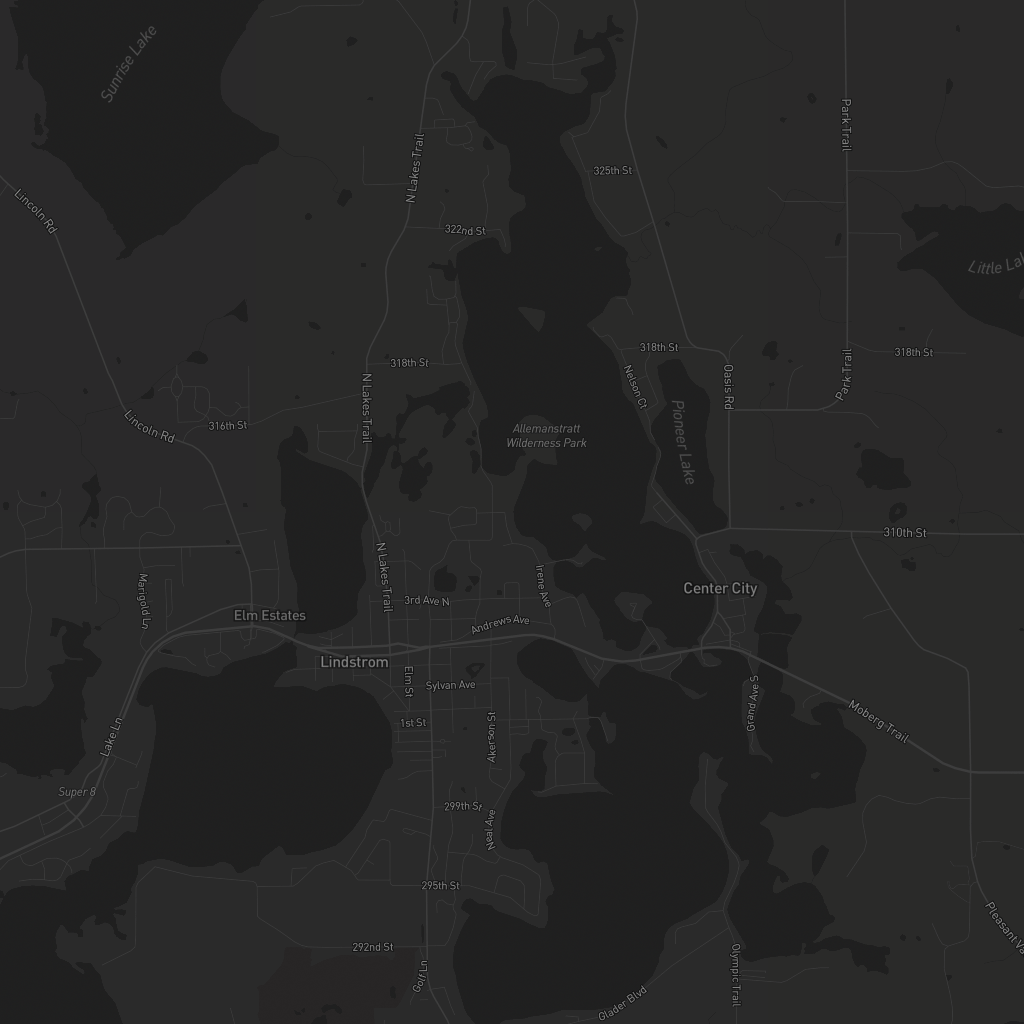 Sunrise Lake
Park Trail
N Lakes Trail
325th St
Lincoln Rd
322nd St
318th St
318th St
318th St
Nelson Ct
Oasis Rd
Park Trail
N Lakes Trail
Pioneer Lake
Lincoln Rd
316th St
Allemanstratt
Wilderness Park
310th St
N Lakes Trail
Marigold Ln
Irene Ave
Center City
3rd Ave N
Elm Estates
Andrews Ave
Lindstrom
Elm St
Sylvan Ave
Grand Ave S
Moberg Trail
1st St
Akerson St
Lake Ln
Super 8
299th St
Neal Ave
295th St
292nd St
Golf Ln
Olympic Trail
Glader Blvd